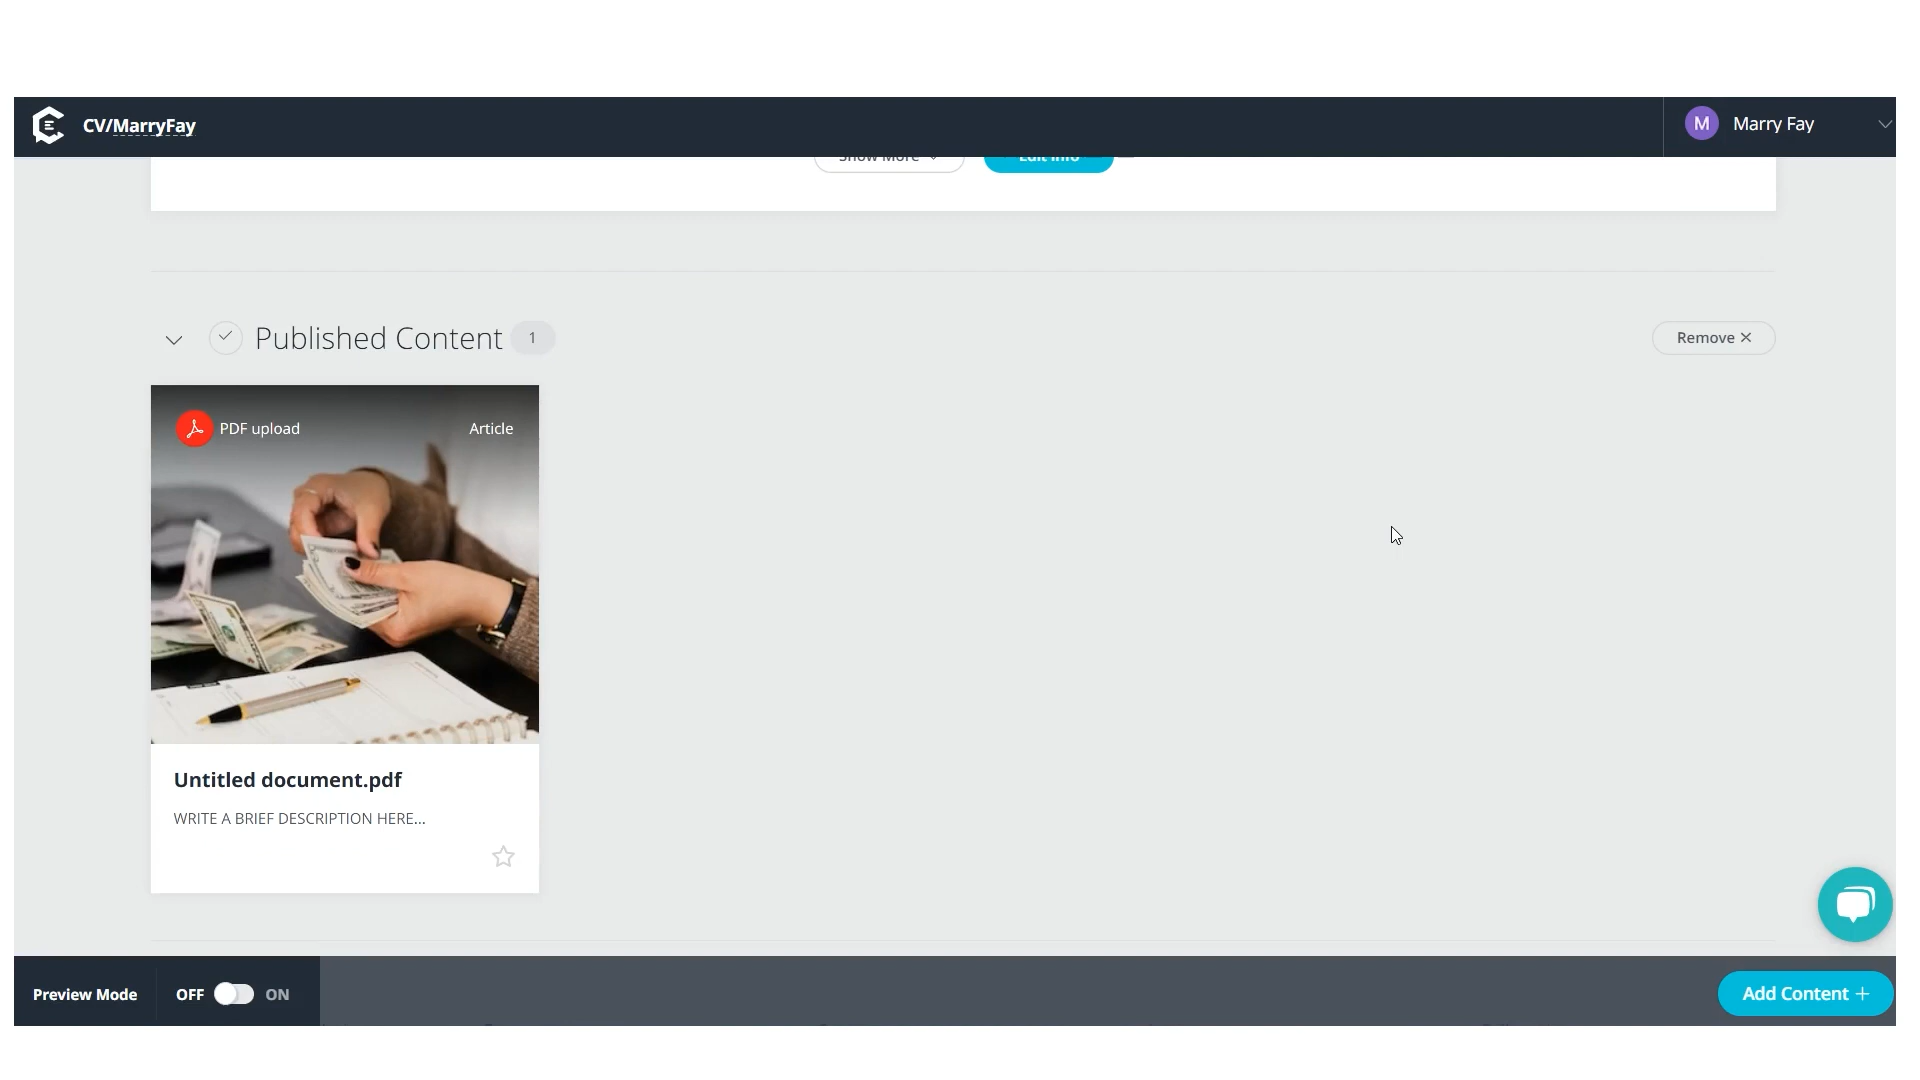 CV/MarryFay
M Marry Fay
Show More Edit Info
Published Content 1
Remove ×
PDF upload Article
Untitled document.pdf
WRITE A BRIEF DESCRIPTION HERE...
Preview Mode OFF ON
Add Content +